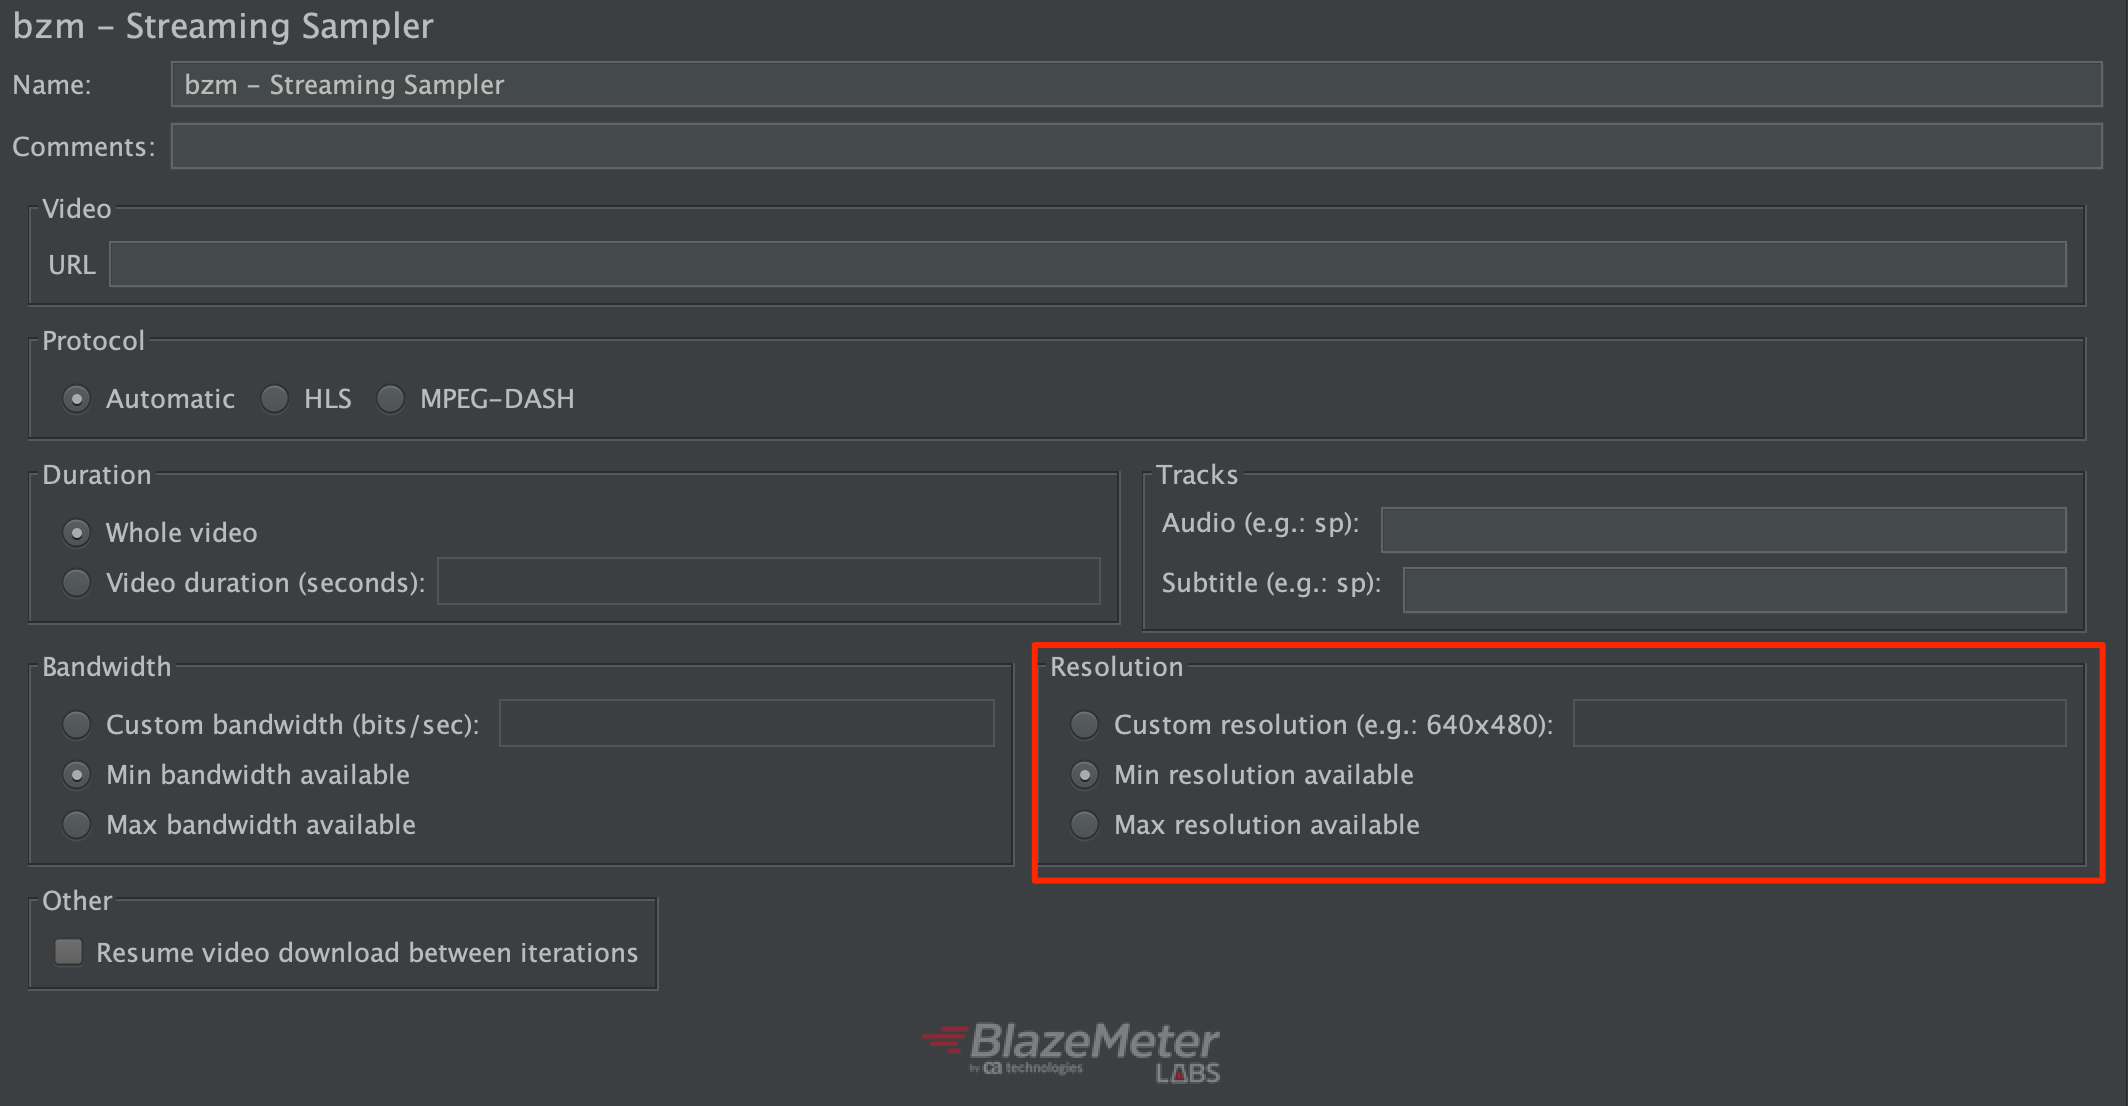 bzm – Streaming Sampler
Name: bzm – Streaming Sampler
Comments:
Video
URL
Protocol
Automatic HLS MPEG–DASH
Duration
Whole video
Video duration (seconds):
Tracks
Audio (e.g.: sp):
Subtitle (e.g.: sp):
Bandwidth
Custom bandwidth (bits/sec):
Min bandwidth available
Max bandwidth available
Resolution
Custom resolution (e.g.: 640x480):
Min resolution available
Max resolution available
Other
Resume video download between iterations
BlazeMeter
by ca technologies
LABS